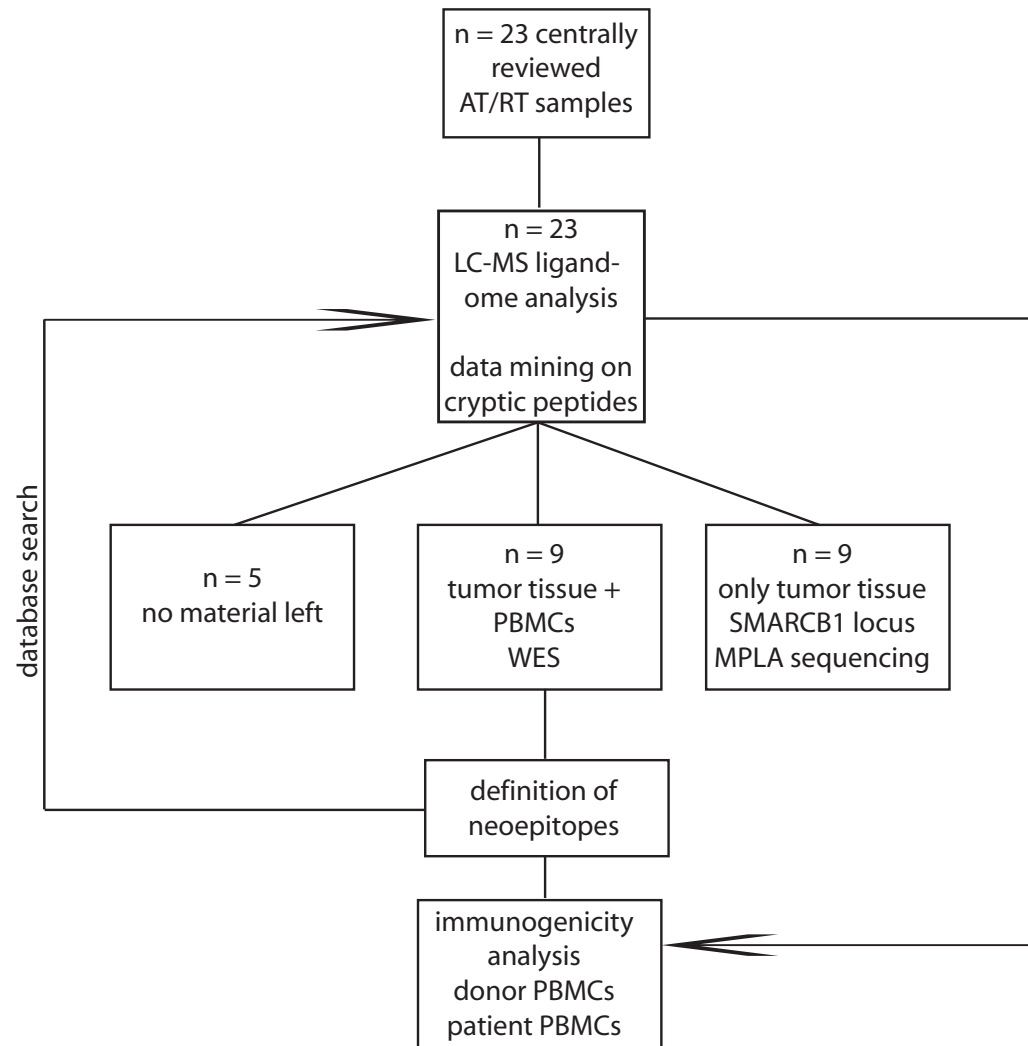 n = 23 centrally
reviewed
AT/RT samples
n = 23
LC-MS ligand-
ome analysis
data mining on
cryptic peptides
database search
n = 5
no material left
n = 9
tumor tissue +
PBMCs
WES
n = 9
only tumor tissue
SMARCB1 locus
MPLA sequencing
definition of
neoepitopes
immunogenicity
analysis
donor PBMCs
patient PBMCs